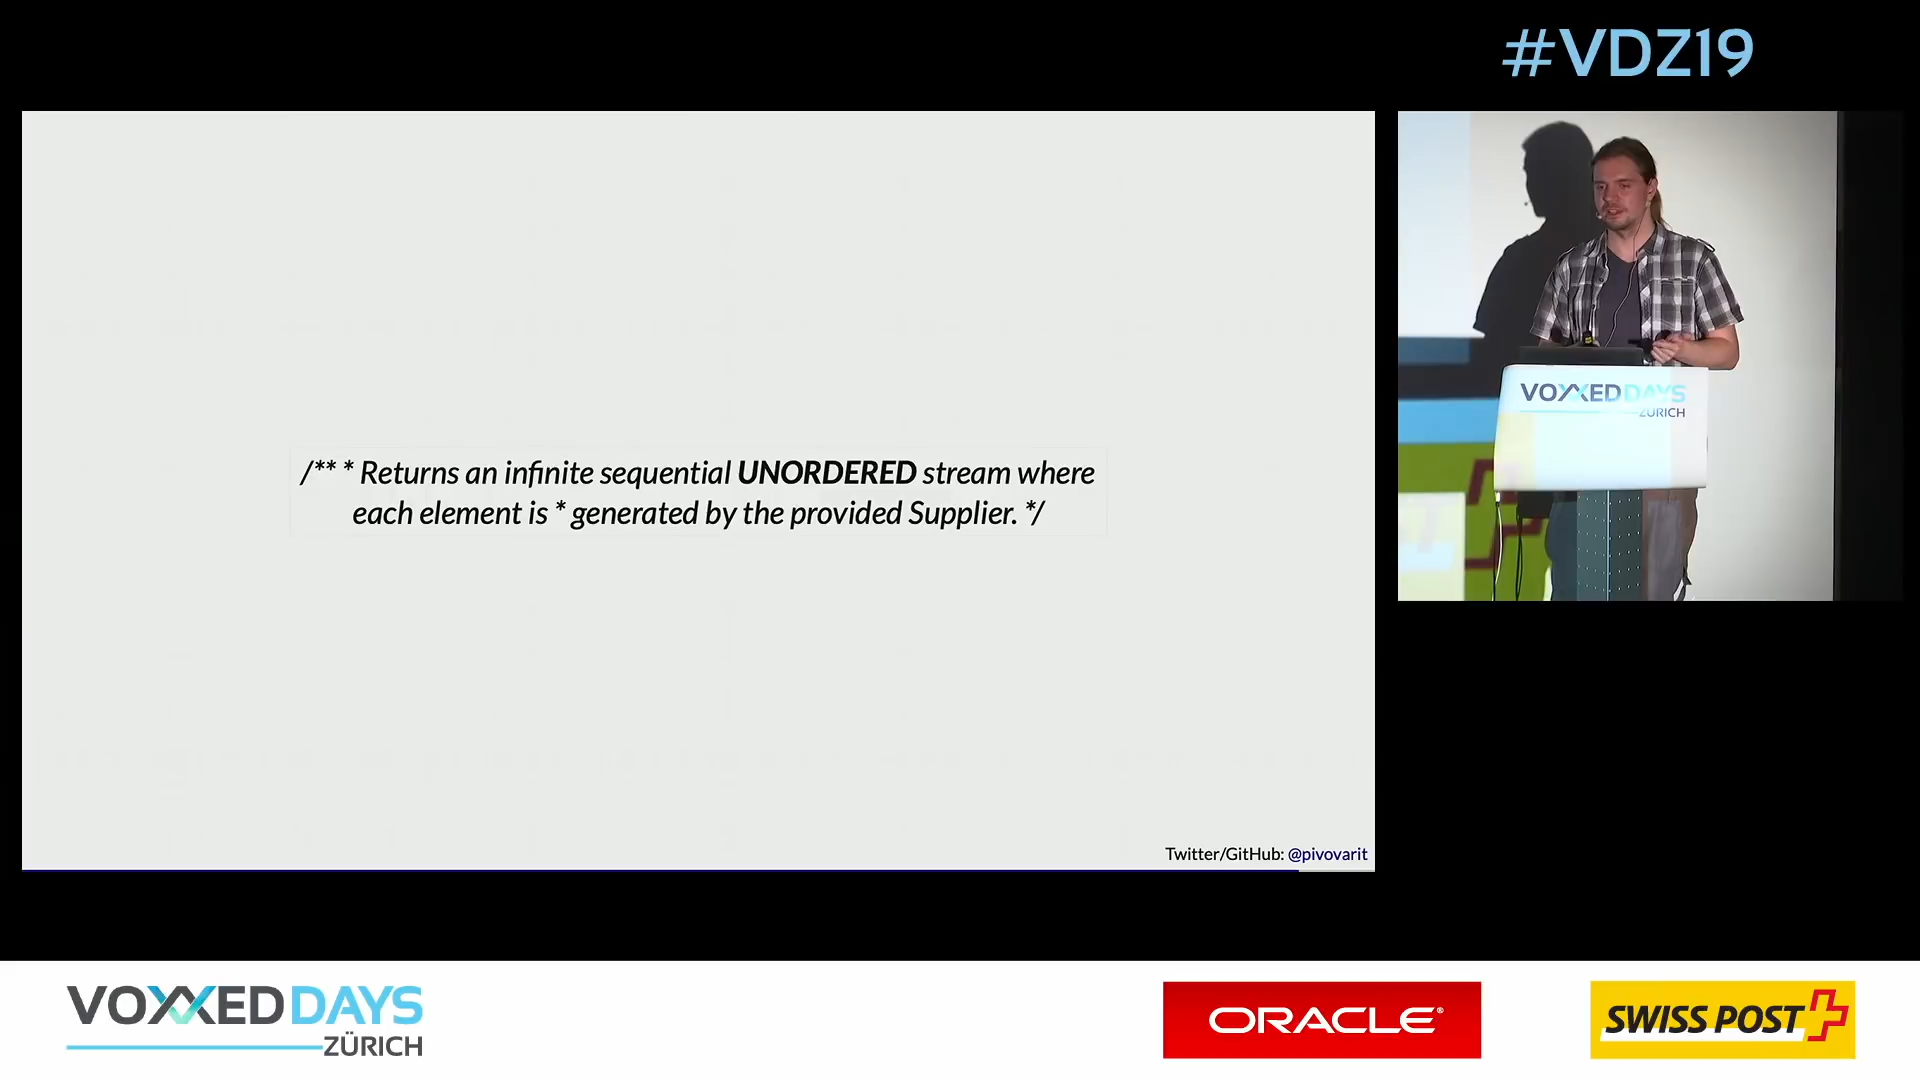 #VDZ19
/** * Returns an infinite sequential UNORDERED stream where
each element is * generated by the provided Supplier. */
Twitter/GitHub: @pivovarit
VOXXED DAYS
ZÜRICH
VOXXED DAYS
ZÜRICH
ORACLE®
SWISS POST